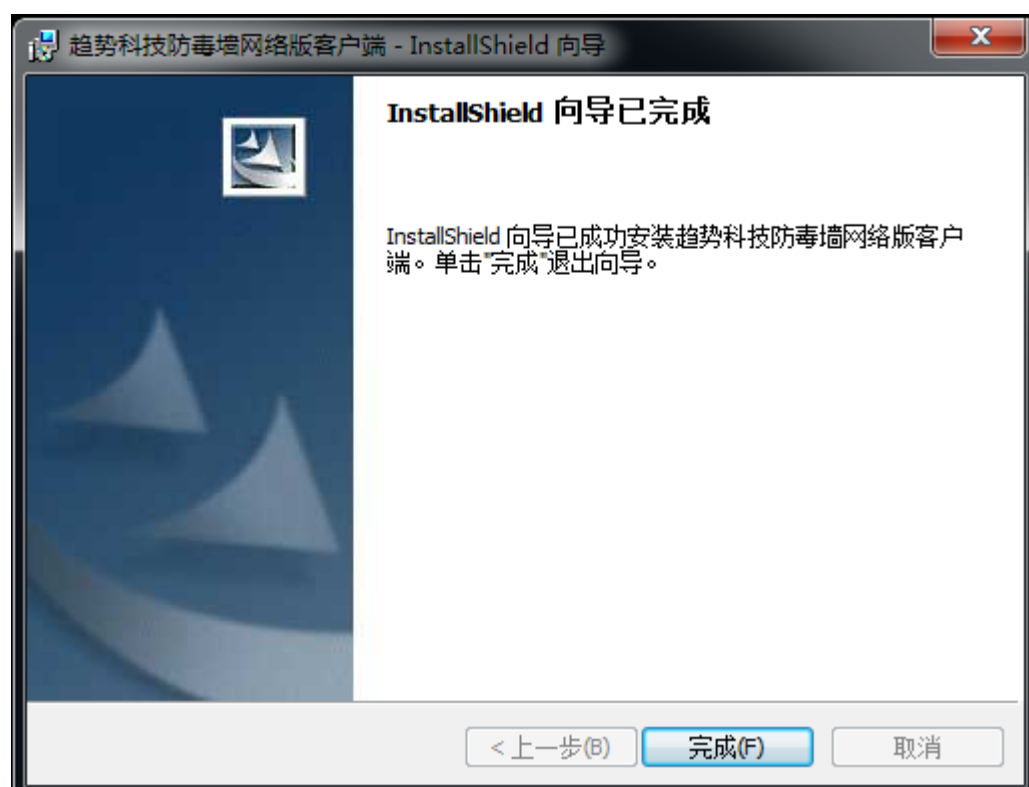 趋势科技防毒墙网络版客户端 - InstallShield 向导
InstallShield 向导已完成
InstallShield 向导已成功安装趋势科技防毒墙网络版客户
端。单击"完成"退出向导。
< 上一步(B)
完成(F)
取消